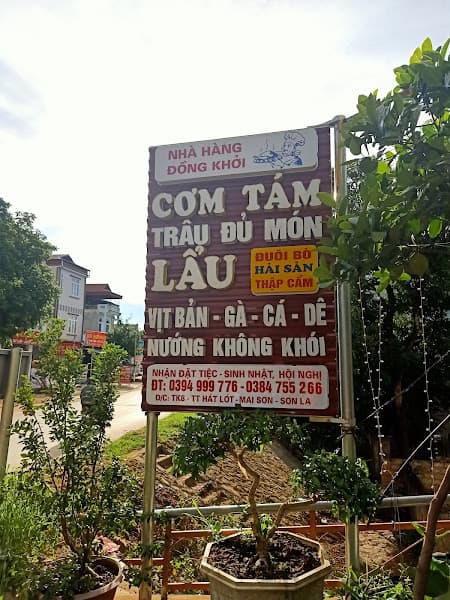 NHÀ HÀNG
ĐỒNG KHỞI
CƠM TÁM
TRÂU ĐỦ MÓN
LẨU
ĐUÔI BÒ
HẢI SẢN
THẬP CẨM
VỊT BẢN - GÀ - CÁ - DÊ
NƯỚNG KHÔNG KHÓI
NHẬN ĐẶT TIỆC - SINH NHẬT, HỘI NGHỊ
ĐT: 0394 999 776 - 0384 755 266
Đ/C: TK8 - TT HÁT LÓT - MAI SƠN - SƠN LA